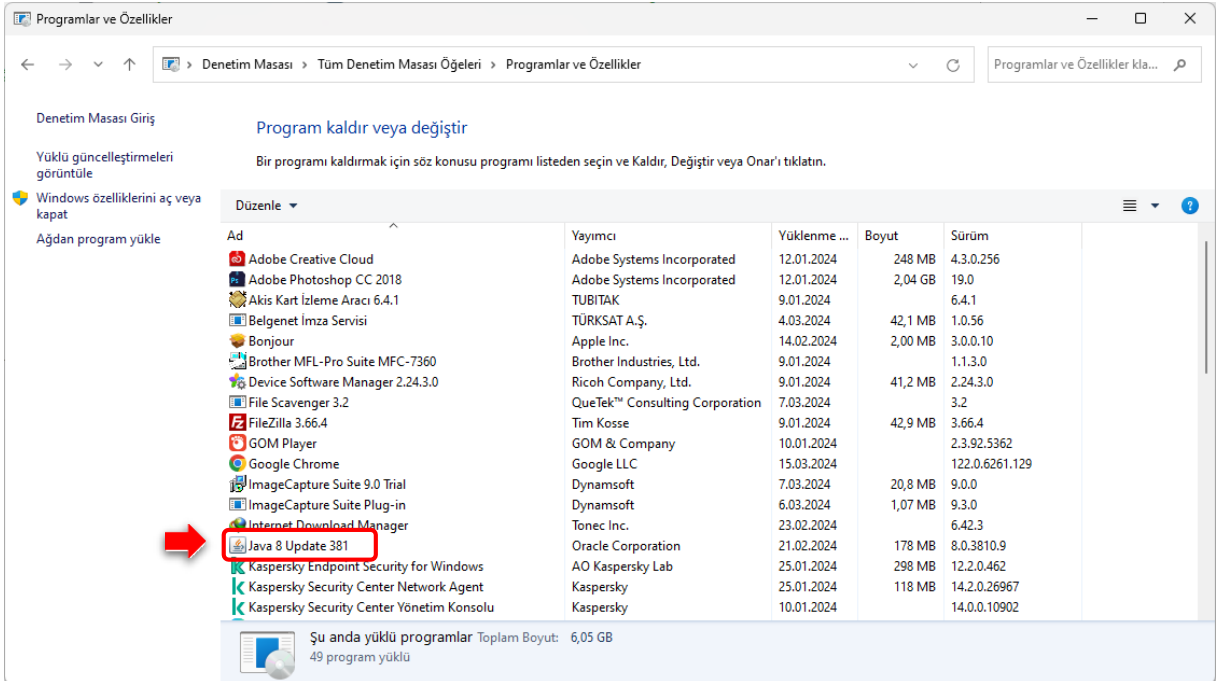 Programlar ve Özellikler
Denetim Masası > Tüm Denetim Masası Öğeleri > Programlar ve Özellikler
Programlar ve Özellikler kla...
Denetim Masası Giriş
Yüklü güncelleştirmeleri
görüntüle
Windows özelliklerini aç veya
kapat
Ağdan program yükle
Program kaldır veya değiştir
Bir programı kaldırmak için söz konusu programı listeden seçin ve Kaldır, Değiştir veya Onar'ı tıklatın.
Düzenle
Ad Yayımcı Yüklenme ... Boyut Sürüm
Adobe Creative Cloud Adobe Systems Incorporated 12.01.2024 248 MB 4.3.0.256
Adobe Photoshop CC 2018 Adobe Systems Incorporated 12.01.2024 2,04 GB 19.0
Akis Kart İzleme Aracı 6.4.1 TUBITAK 9.01.2024 6.4.1
Belgenet İmza Servisi TÜRKSAT A.Ş. 4.03.2024 42,1 MB 1.0.56
Bonjour Apple Inc. 14.02.2024 2,00 MB 3.0.0.10
Brother MFL-Pro Suite MFC-7360 Brother Industries, Ltd. 9.01.2024 1.1.3.0
Device Software Manager 2.24.3.0 Ricoh Company, Ltd. 9.01.2024 41,2 MB 2.24.3.0
File Scavenger 3.2 QueTek™ Consulting Corporation 7.03.2024 3.2
FileZilla 3.66.4 Tim Kosse 9.01.2024 42,9 MB 3.66.4
GOM Player GOM & Company 10.01.2024 2.3.92.5362
Google Chrome Google LLC 15.03.2024 122.0.6261.129
ImageCapture Suite 9.0 Trial Dynamsoft 7.03.2024 20,8 MB 9.0.0
ImageCapture Suite Plug-in Dynamsoft 6.03.2024 1,07 MB 9.3.0
Internet Download Manager Tonec Inc. 23.02.2024 6.42.3
Java 8 Update 381 Oracle Corporation 21.02.2024 178 MB 8.0.3810.9
Kaspersky Endpoint Security for Windows AO Kaspersky Lab 25.01.2024 298 MB 12.2.0.462
Kaspersky Security Center Network Agent Kaspersky 25.01.2024 118 MB 14.2.0.26967
Kaspersky Security Center Yönetim Konsolu Kaspersky 10.01.2024 14.0.0.10902
Şu anda yüklü programlar Toplam Boyut: 6,05 GB
49 program yüklü